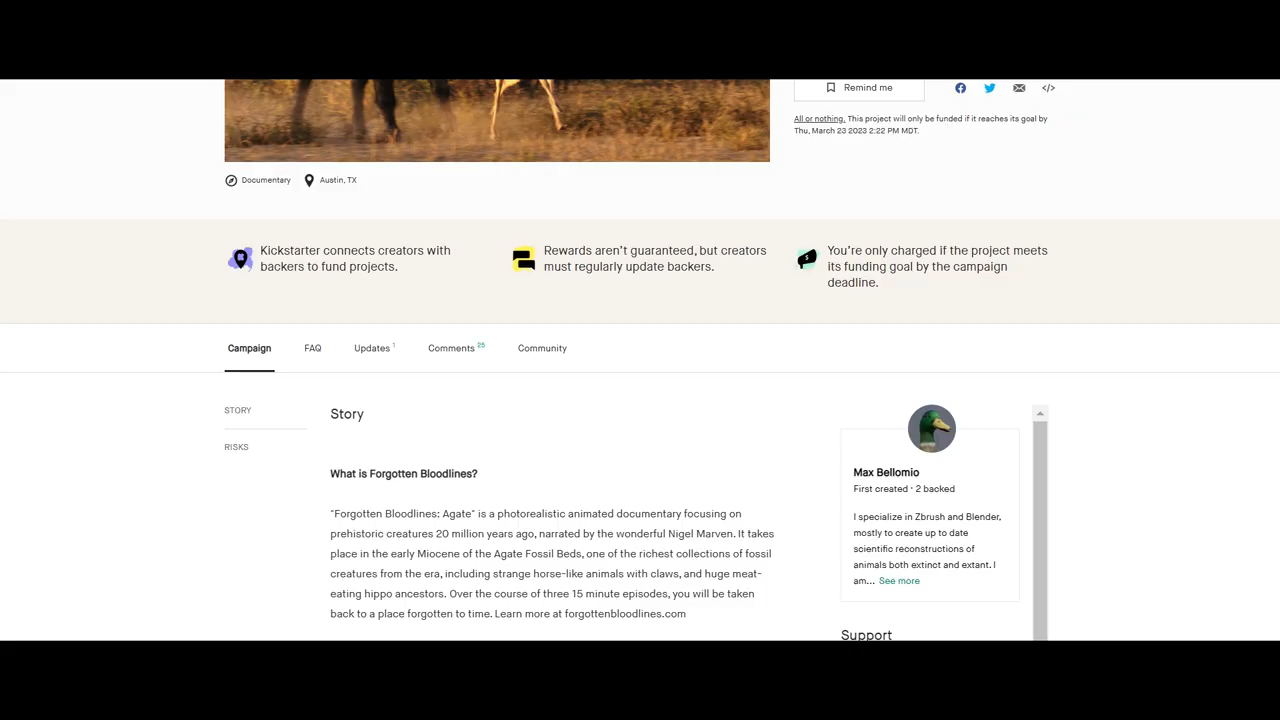 Remind me
All or nothing. This project will only be funded if it reaches its goal by
Thu, March 23 2023 2:22 PM MDT.
Documentary
Austin, TX
Kickstarter connects creators with
backers to fund projects.
Rewards aren't guaranteed, but creators
must regularly update backers.
You're only charged if the project meets
its funding goal by the campaign
deadline.
Campaign
FAQ
Updates 1
Comments 25
Community
STORY
RISKS
Story
What is Forgotten Bloodlines?
"Forgotten Bloodlines: Agate" is a photorealistic animated documentary focusing on
prehistoric creatures 20 million years ago, narrated by the wonderful Nigel Marven. It takes
place in the early Miocene of the Agate Fossil Beds, one of the richest collections of fossil
creatures from the era, including strange horse-like animals with claws, and huge meat-
eating hippo ancestors. Over the course of three 15 minute episodes, you will be taken
back to a place forgotten to time. Learn more at forgottenbloodlines.com
Max Bellomio
First created · 2 backed
I specialize in Zbrush and Blender,
mostly to create up to date
scientific reconstructions of
animals both extinct and extant. I
am... See more
Support